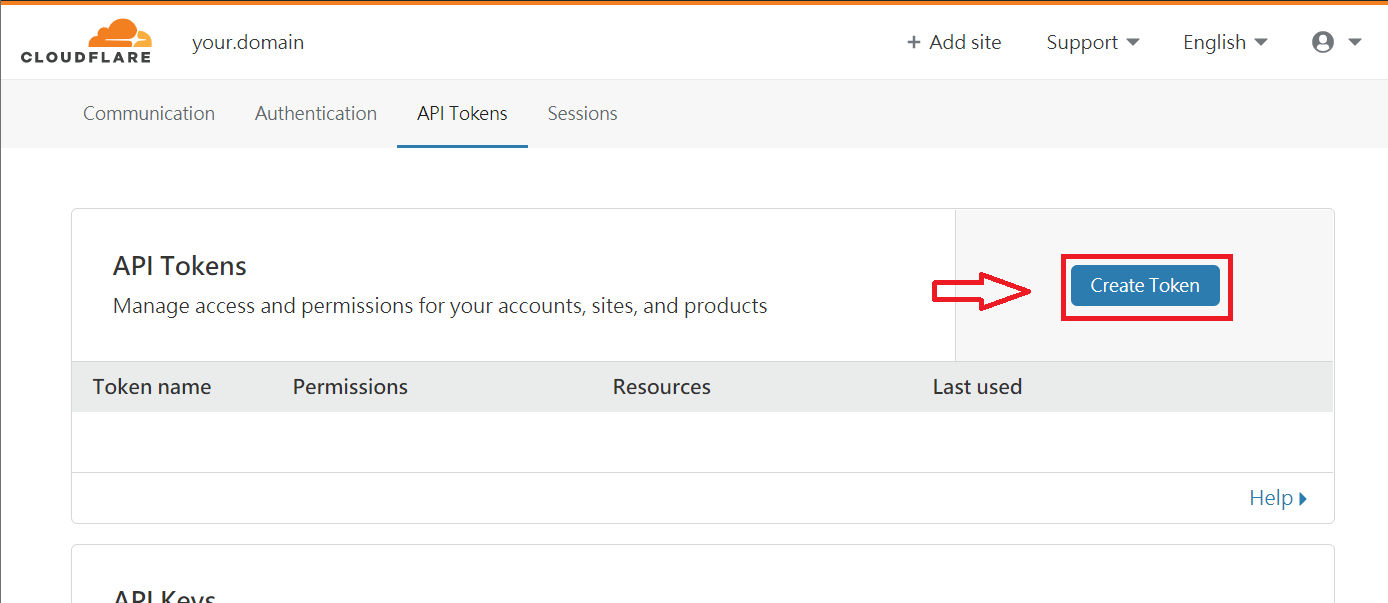 CLOUDFLARE your.domain + Add site Support English
Communication Authentication API Tokens Sessions
API Tokens
Manage access and permissions for your accounts, sites, and products
Create Token
Token name Permissions Resources Last used
Help
API Keys